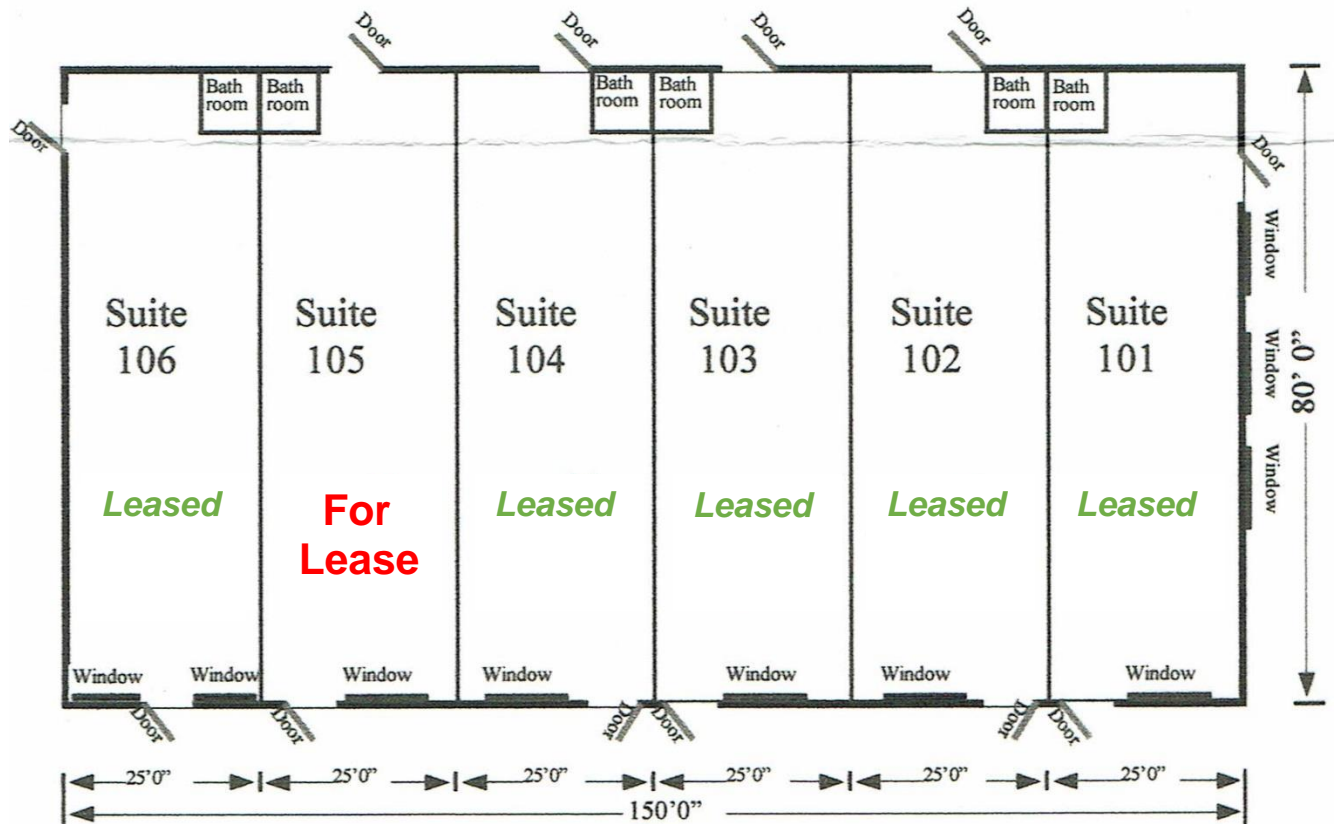 Door
Door
Door
Door
Bath
room
Bath
room
Bath
room
Bath
room
Bath
room
Bath
room
Door
Door
Window
Window
Window
80' 0"
Suite
106
Suite
105
Suite
104
Suite
103
Suite
102
Suite
101
Leased
For
Lease
Leased
Leased
Leased
Leased
Window
Window
Window
Window
Window
Window
Window
Door
Door
Door
Door
Door
Door
25'0"
25'0"
25'0"
25'0"
25'0"
25'0"
150'0"